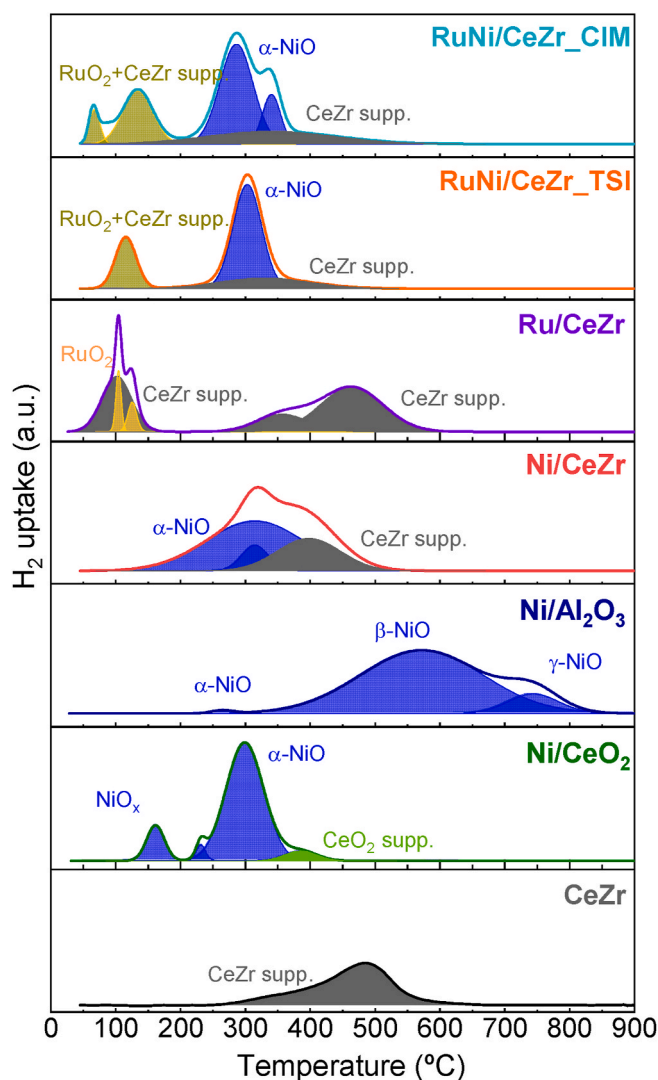 RuNi/CeZr_CIM
α-NiO
RuO₂+CeZr supp.
CeZr supp.
RuNi/CeZr_TSI
α-NiO
RuO₂+CeZr supp.
CeZr supp.
Ru/CeZr
RuO₂
CeZr supp.
CeZr supp.
Ni/CeZr
α-NiO
CeZr supp.
Ni/Al₂O₃
β-NiO
γ-NiO
α-NiO
Ni/CeO₂
α-NiO
NiOₓ
CeO₂ supp.
CeZr
CeZr supp.
H₂ uptake (a.u.)
0 100 200 300 400 500 600 700 800 900
Temperature (ºC)